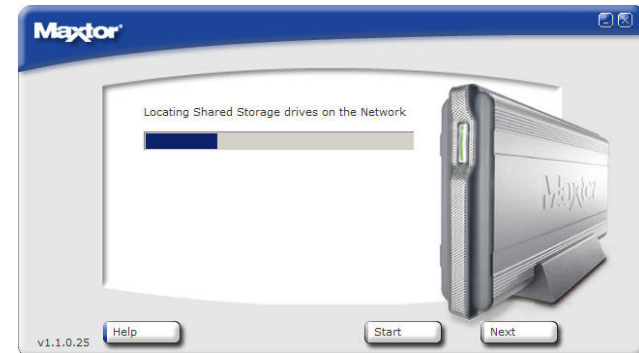 Maxtor
Locating Shared Storage drives on the Network
Maxtor
Help
Start
Next
v1.1.0.25